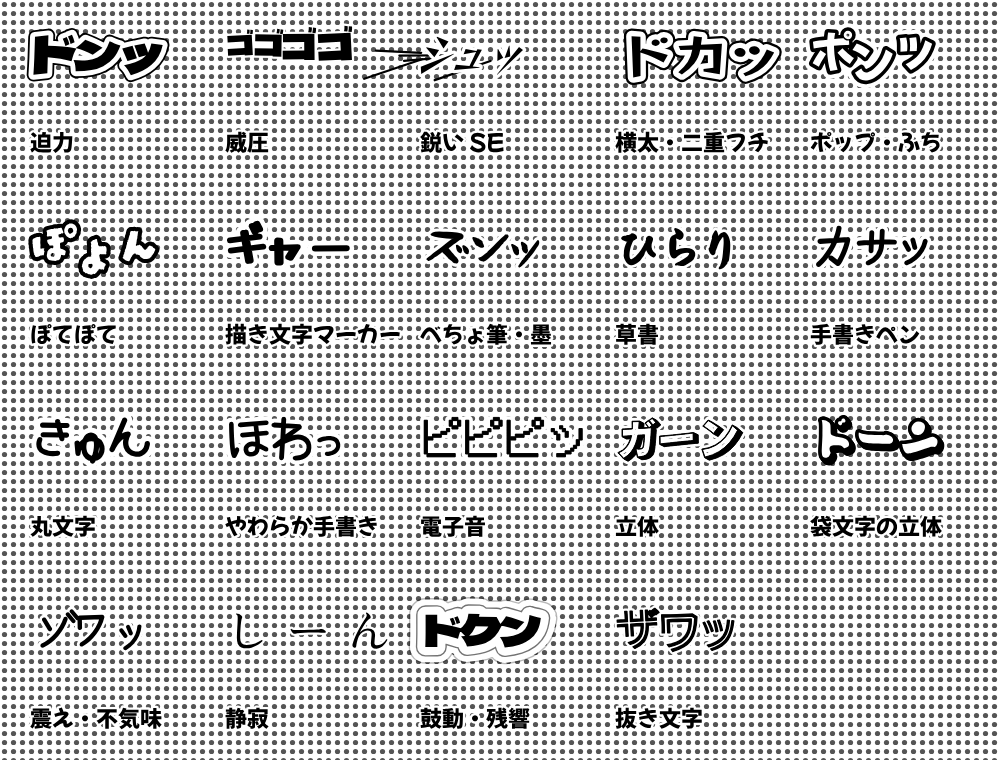 ドンッ ゴゴゴゴ シュッ ドカッ ポンッ
迫力 威圧 鋭いSE 横太・二重フチ ポップ・ふち
ぽよん ギャー ズンッ ひらり カサッ
ぽてぽて 描き文字マーカー べちょ筆・墨 草書 手書きペン
きゅん ほわっ ピピピッ ガーン ドーン
丸文字 やわらか手書き 電子音 立体 袋文字の立体
ゾワッ しーん ドクン ザワッ
震え・不気味 静寂 鼓動・残響 抜き文字